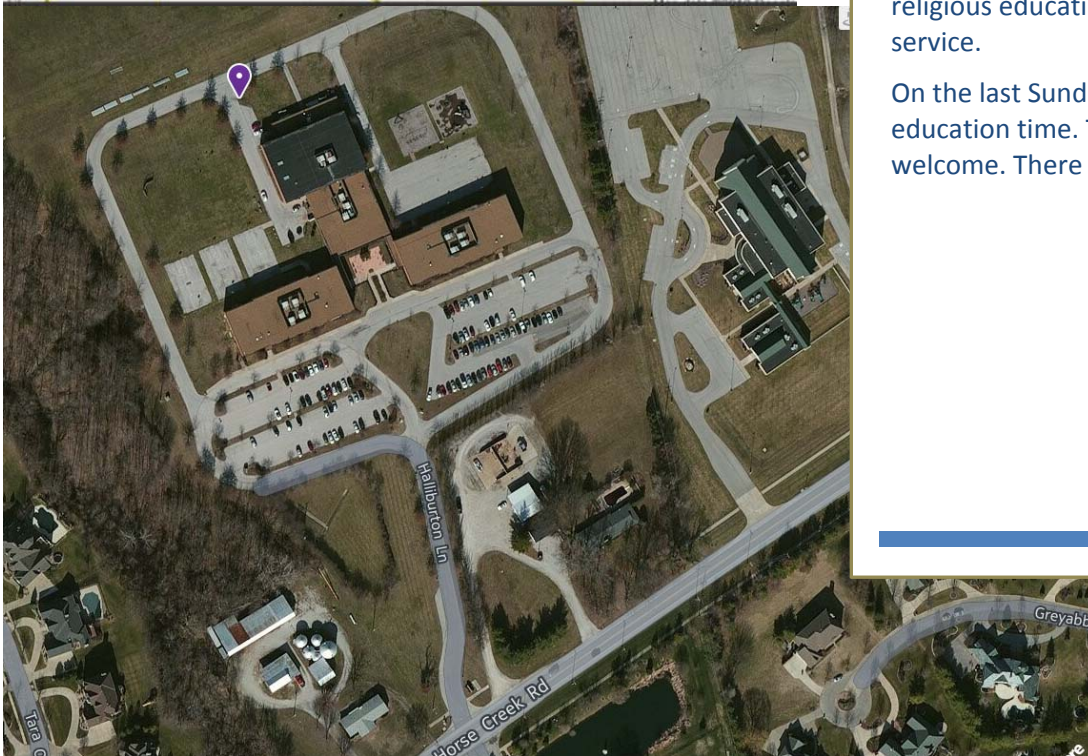 religious educati
service.
On the last Sund
education time. T
welcome. There
Halliburton Ln
Horse Creek Rd
Greyabb
Tara